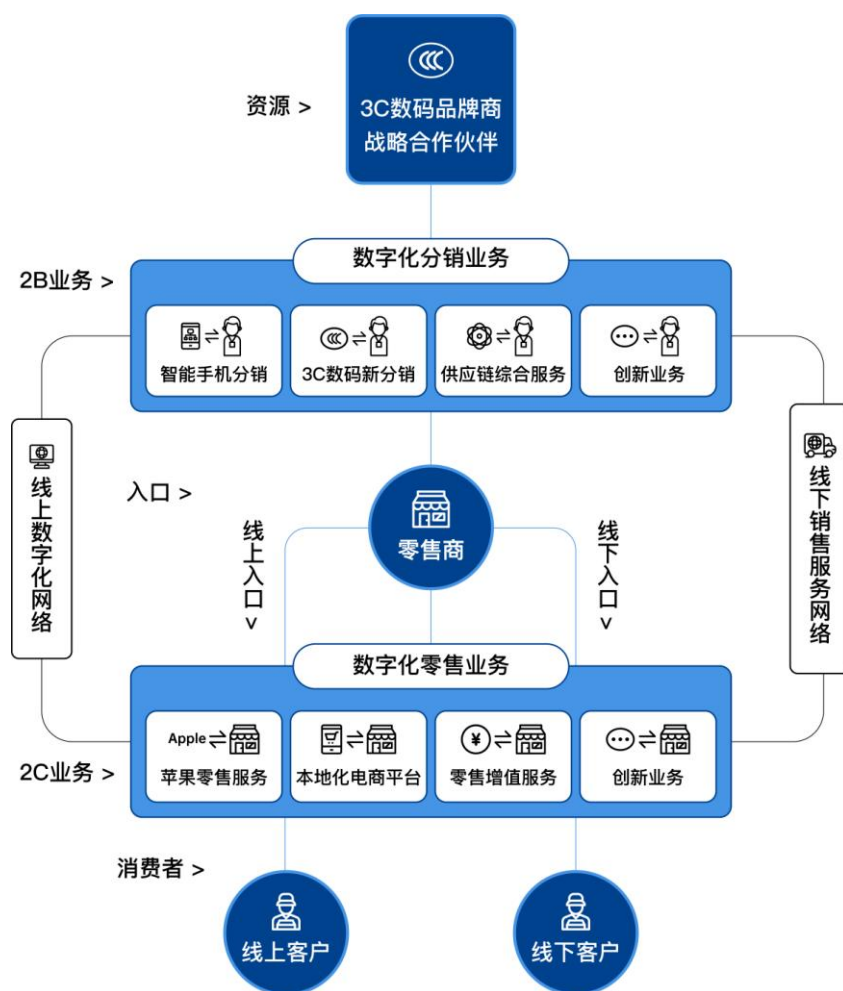 资源 >
3C数码品牌商
战略合作伙伴
数字化分销业务
2B业务 >
智能手机分销
3C数码新分销
供应链综合服务
创新业务
线上数字化网络
线下销售服务网络
入口 >
零售商
线上入口 >
线下入口 >
数字化零售业务
2C业务 >
Apple
¥
苹果零售服务
本地化电商平台
零售增值服务
创新业务
消费者 >
线上客户
线下客户